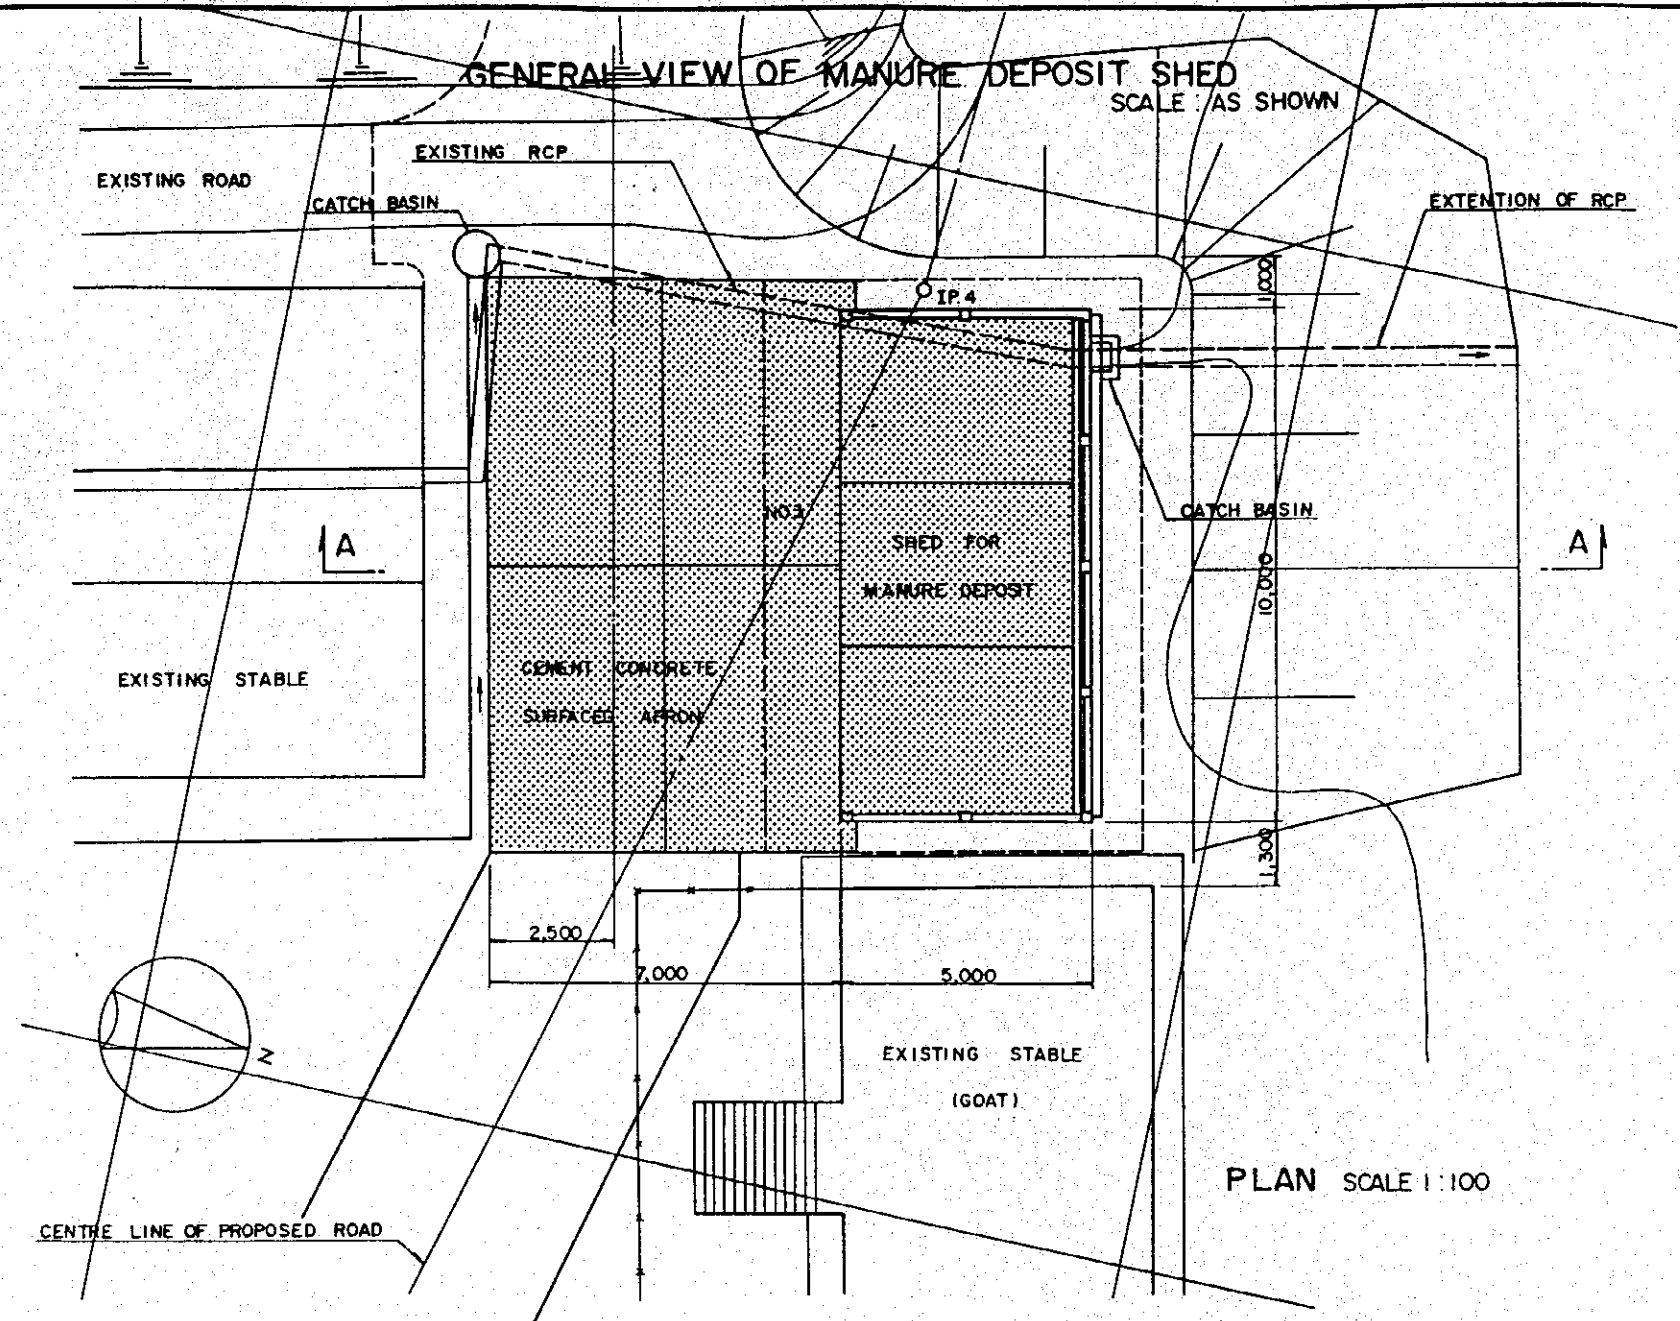 GENERAL VIEW OF MANURE DEPOSIT SHED
SCALE : AS SHOWN
EXISTING RCP
EXISTING ROAD
CATCH BASIN
EXTENTION OF RCP
IP 4
1,000
NO.3
CATCH BASIN
A
A
SHED FOR
MANURE DEPOSIT
10,000
EXISTING STABLE
CEMENT CONCRETE
SURFACED APRON
1,300
2,500
7,000
5,000
N
EXISTING STABLE
(GOAT)
PLAN SCALE 1:100
CENTRE LINE OF PROPOSED ROAD